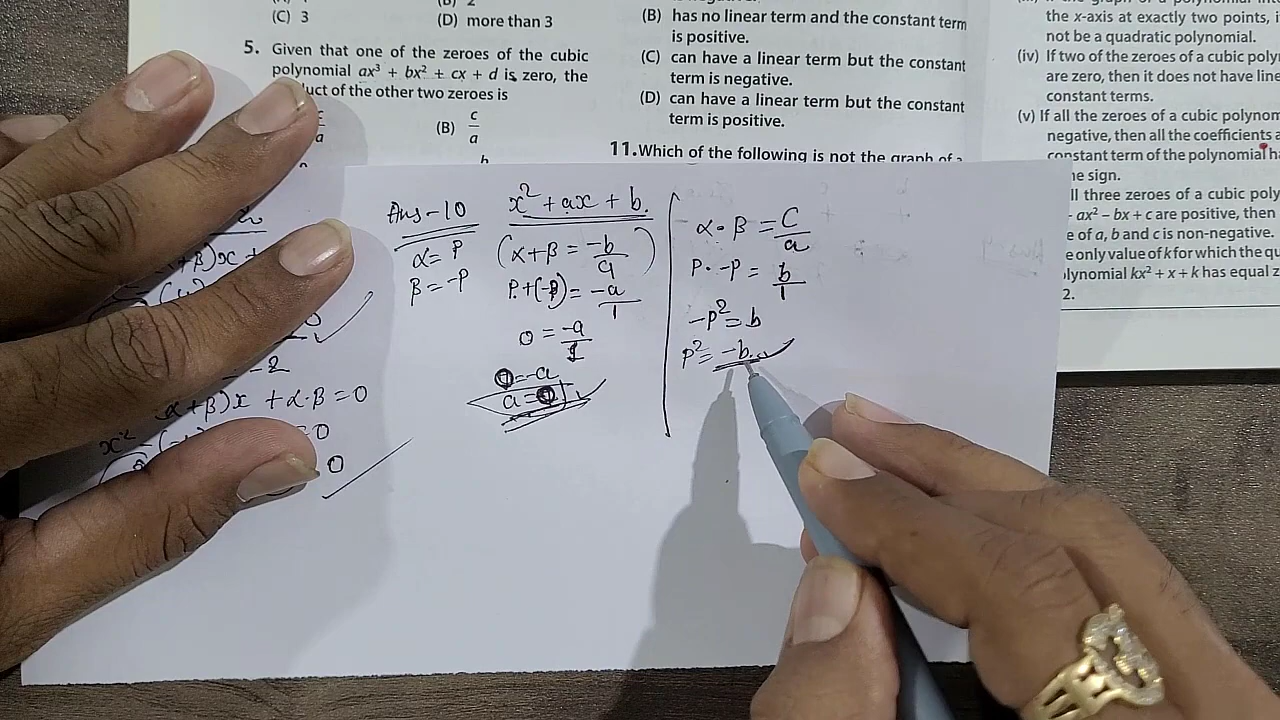 (C) 3
(D) more than 3
5. Given that one of the zeroes of the cubic
polynomial ax³ + bx² + cx + d is zero, the
uct of the other two zeroes is
a
(B) c/a
b
(B) has no linear term and the constant term
is positive.
(C) can have a linear term but the constant
term is negative.
(D) can have a linear term but the constant
term is positive.
11. Which of the following is not the graph of a
the x-axis at exactly two points,
not be a quadratic polynomial.
(iv) If two of the zeroes of a cubic poly
are zero, then it does not have line
constant terms.
(v) If all the zeroes of a cubic polynom
negative, then all the coefficients a
constant term of the polynomial ha
e sign.
ll three zeroes of a cubic poly
ax² – bx + c are positive, then
e of a, b and c is non-negative.
e only value of k for which the qu
lynomial kx² + x + k has equal z
2.
Ans-10
α = P
β = -P
x² + ax + b.
(α+β = -b/a)
P+(-P) = -a/1
0 = -a/1
0 = -a
a = 0
α·β = C/a
P·-P = b/1
-P² = b
P² = -b
+β)x +
-2
α+β)x + α·β = 0
x² -
= 0
0